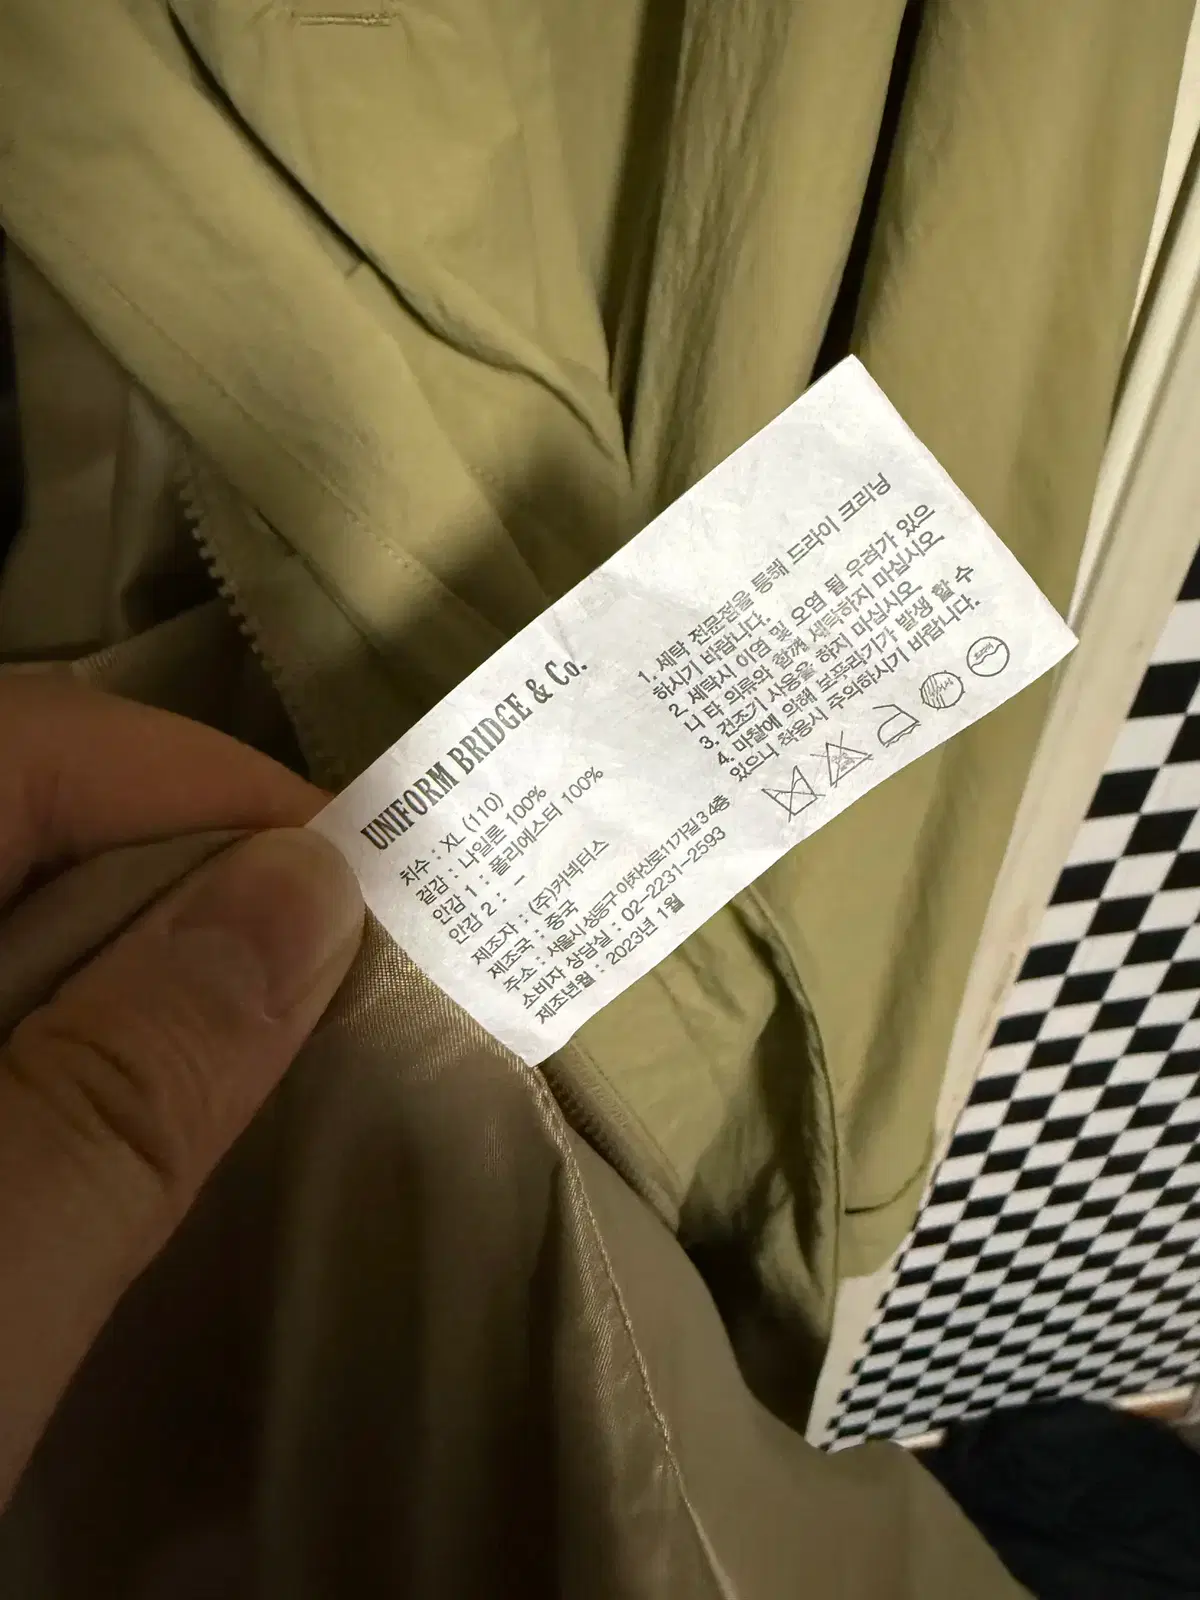 UNIFORM BRIDGE & Co.
치수 : XL (110)
겉감 : 나일론 100%
안감 1 : 폴리에스터 100%
안감 2 : –
제조자 : (주)커넥터스
제조국 : 중국
주소 : 서울시 성동구 아차산로11가길 3 4층
소비자 상담실 : 02-2231-2593
제조년월 : 2023년 1월
1. 세탁 전문점을 통해 드라이 크리닝
하시기 바랍니다.
2. 세탁시 이염 및 오염 될 우려가 있으
니 타 의류와 함께 세탁하지 마십시오.
3. 건조기 사용을 하지 마십시오
4. 마찰에 의해 보푸라기가 발생 할 수
있으니 착용시 주의하시기 바랍니다.